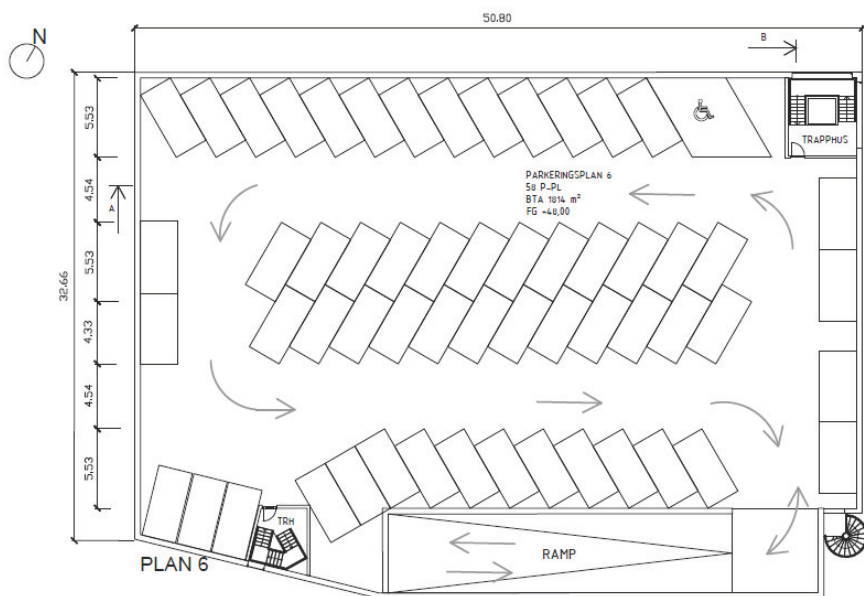 50.80
N
B
TRAPPHUS
5.53
4.54
A
5.53
4.33
4.54
5.53
32.66
PARKERINGSPLAN 6
58 P-PL
BTA 1814 m²
FG +48,00
TRH
RAMP
PLAN 6